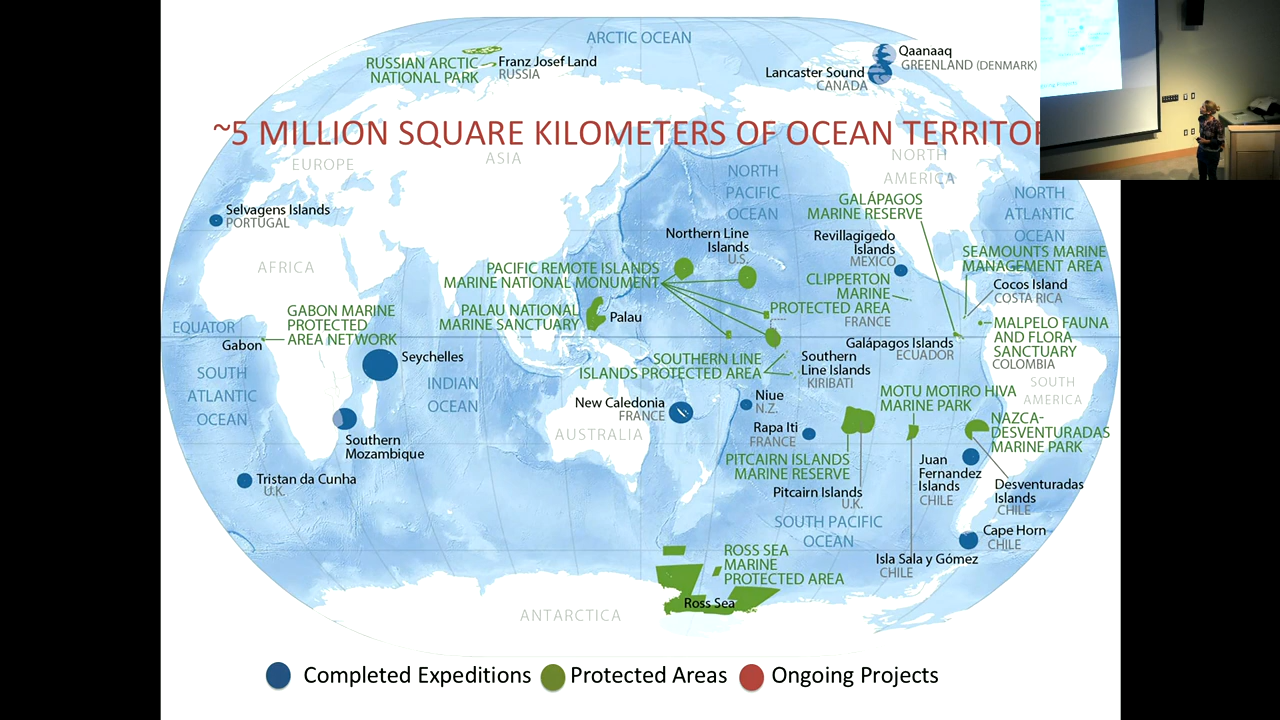 ARCTIC OCEAN
Qaanaaq
GREENLAND (DENMARK)
RUSSIAN ARCTIC
NATIONAL PARK
Franz Josef Land
RUSSIA
Lancaster Sound
CANADA
~5 MILLION SQUARE KILOMETERS OF OCEAN
EUROPE
ASIA
NORTH
AMERICA
NORTH
PACIFIC
OCEAN
NORTH
ATLANTIC
OCEAN
GALÁPAGOS
MARINE RESERVE
Selvagens Islands
PORTUGAL
Northern Line
Islands
U.S.
Revillagigedo
Islands
MEXICO
SEAMOUNTS MARINE
MANAGEMENT AREA
AFRICA
PACIFIC REMOTE ISLANDS
MARINE NATIONAL MONUMENT
CLIPPERTON
MARINE
PROTECTED AREA
FRANCE
Cocos Island
COSTA RICA
GABON MARINE
PROTECTED
AREA NETWORK
PALAU NATIONAL
MARINE SANCTUARY
Palau
EQUATOR
Gabon
MALPELO FAUNA
AND FLORA
SANCTUARY
COLOMBIA
Galápagos Islands
ECUADOR
Seychelles
SOUTHERN LINE
ISLANDS PROTECTED AREA
Southern
Line Islands
KIRIBATI
SOUTH
ATLANTIC
OCEAN
INDIAN
OCEAN
SOUTH
AMERICA
New Caledonia
FRANCE
Niue
N.Z.
MOTU MOTIRO HIVA
MARINE PARK
AUSTRALIA
Rapa Iti
FRANCE
NAZCA-
DESVENTURADAS
MARINE PARK
Southern
Mozambique
PITCAIRN ISLANDS
MARINE RESERVE
Juan
Fernandez
Islands
CHILE
Tristan da Cunha
U.K.
Pitcairn Islands
U.K.
Desventuradas
Islands
CHILE
SOUTH PACIFIC
OCEAN
Cape Horn
CHILE
ROSS SEA
MARINE
PROTECTED AREA
Isla Sala y Gómez
CHILE
Ross Sea
ANTARCTICA
Completed Expeditions
Protected Areas
Ongoing Projects